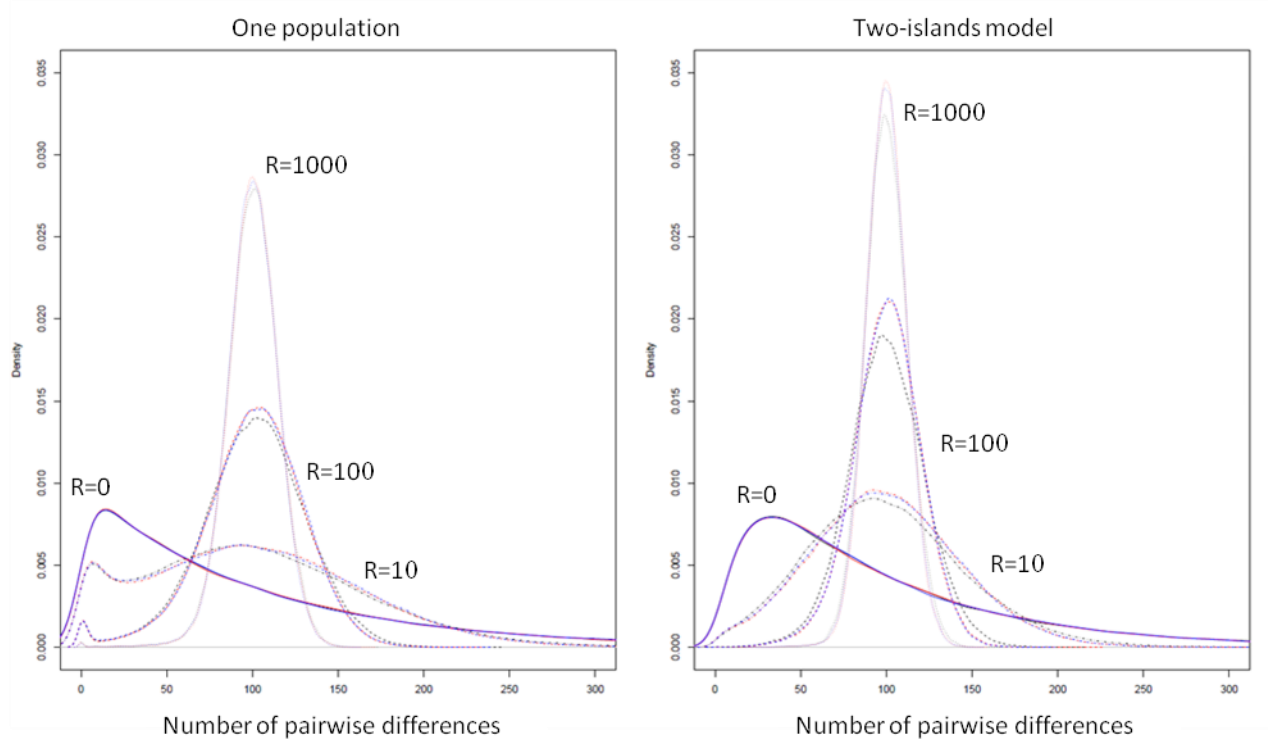 One population
Two-islands model
0.035
0.030
0.025
0.020
0.015
0.010
0.005
0.000
Density
R=1000
R=100
R=0
R=10
0 50 100 150 200 250 300
Number of pairwise differences
0.035
0.030
0.025
0.020
0.015
0.010
0.005
0.000
Density
R=1000
R=100
R=0
R=10
0 50 100 150 200 250 300
Number of pairwise differences